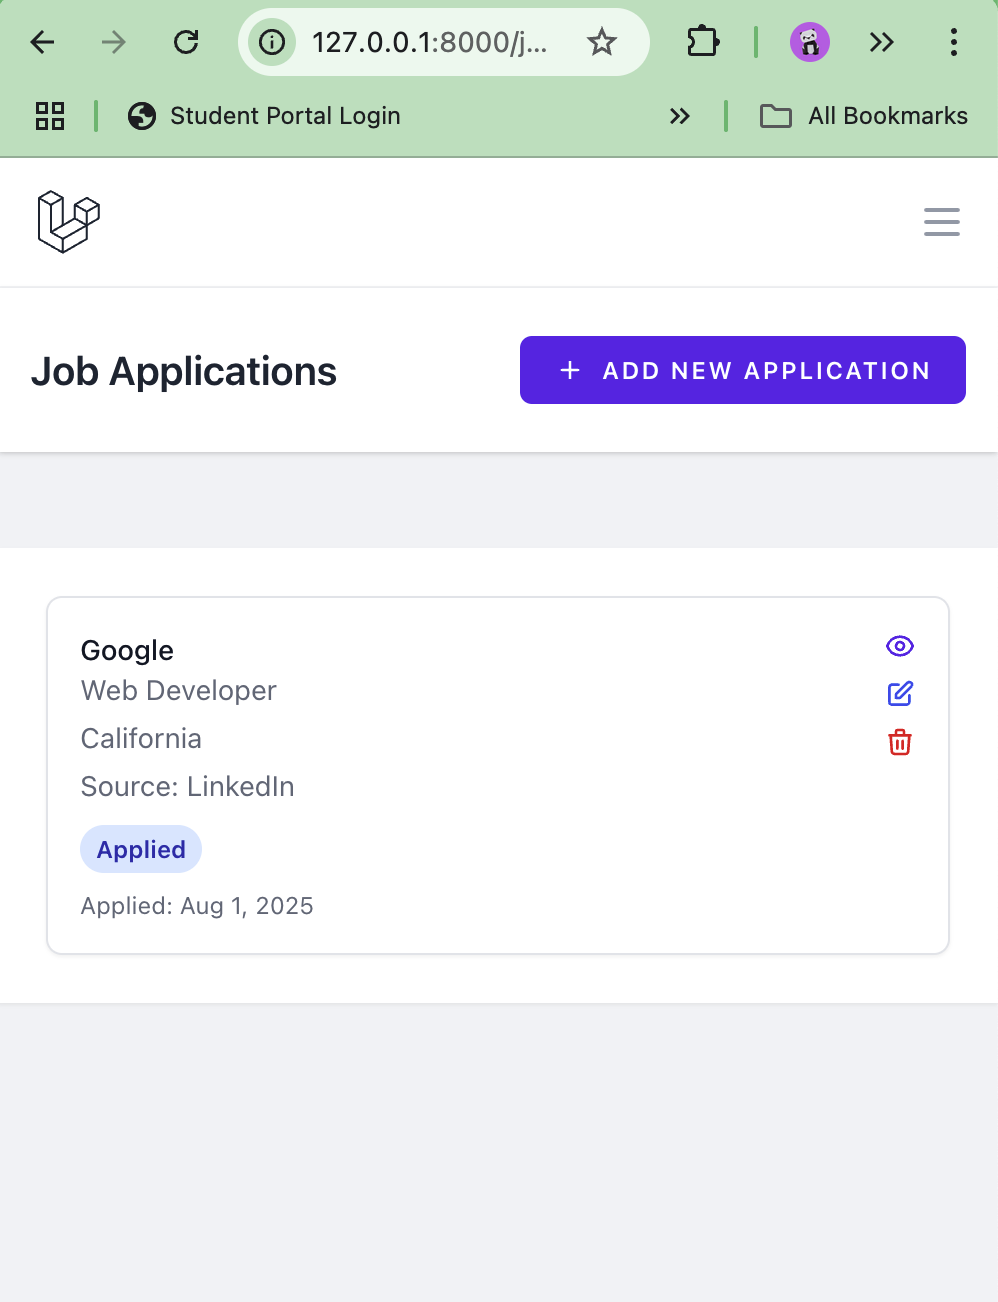 127.0.0.1:8000/j...
Student Portal Login
All Bookmarks
Job Applications
+ ADD NEW APPLICATION
Google
Web Developer
California
Source: LinkedIn
Applied
Applied: Aug 1, 2025